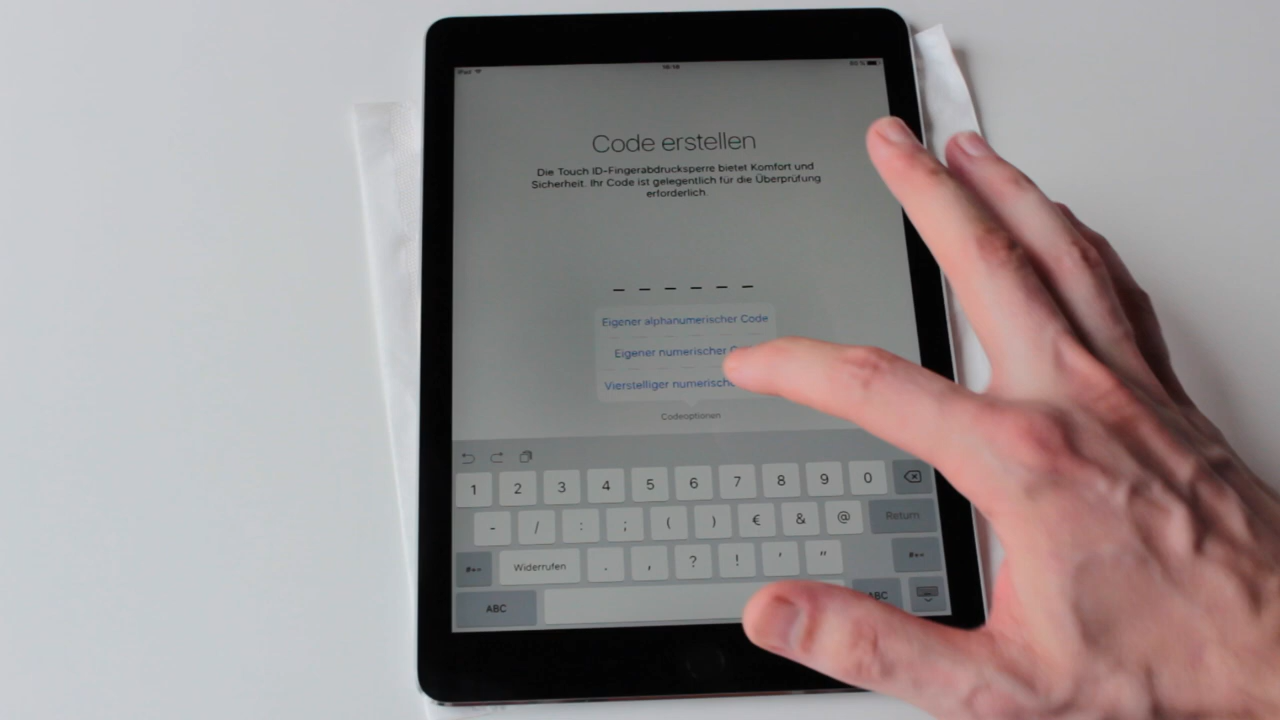 iPad
Code erstellen
Die Touch ID-Fingerabdrucksperre bietet Komfort und
Sicherheit. Ihr Code ist gelegentlich für die Überprüfung
erforderlich.
Eigener alphanumerischer Code
Eigener numerischer
Vierstelliger
Codeoptionen
1 2 3 4 5 6 7 8 9 0
- / : ; ( ) € & @ Return
#+= Widerrufen . , ? ! ' " #+=
ABC ABC